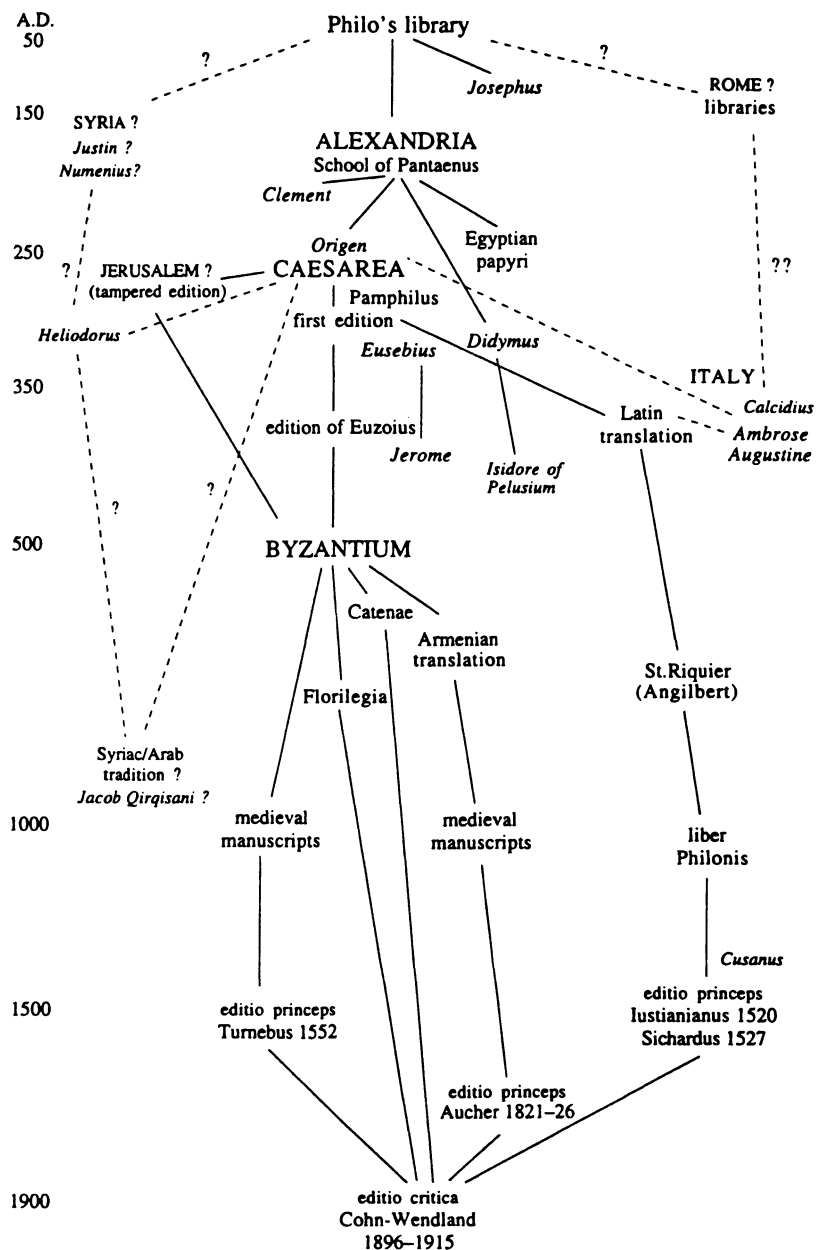 A.D.
50
Philo's library
?
?
Josephus
ROME ?
libraries
150
SYRIA ?
Justin ?
Numenius?
ALEXANDRIA
School of Pantaenus
Clement
Egyptian
papyri
250
Origen
CAESAREA
?
JERUSALEM ?
(tampered edition)
??
Pamphilus
first edition
Heliodorus
Eusebius
Didymus
350
ITALY
Calcidius
Latin
translation
Ambrose
Augustine
edition of Euzoius
Jerome
Isidore of
Pelusium
?
?
500
BYZANTIUM
Catenae
Armenian
translation
St.Riquier
(Angilbert)
Florilegia
Syriac/Arab
tradition ?
Jacob Qirqisani ?
1000
medieval
manuscripts
medieval
manuscripts
liber
Philonis
Cusanus
1500
editio princeps
Turnebus 1552
editio princeps
Iustianianus 1520
Sichardus 1527
editio princeps
Aucher 1821–26
1900
editio critica
Cohn-Wendland
1896–1915